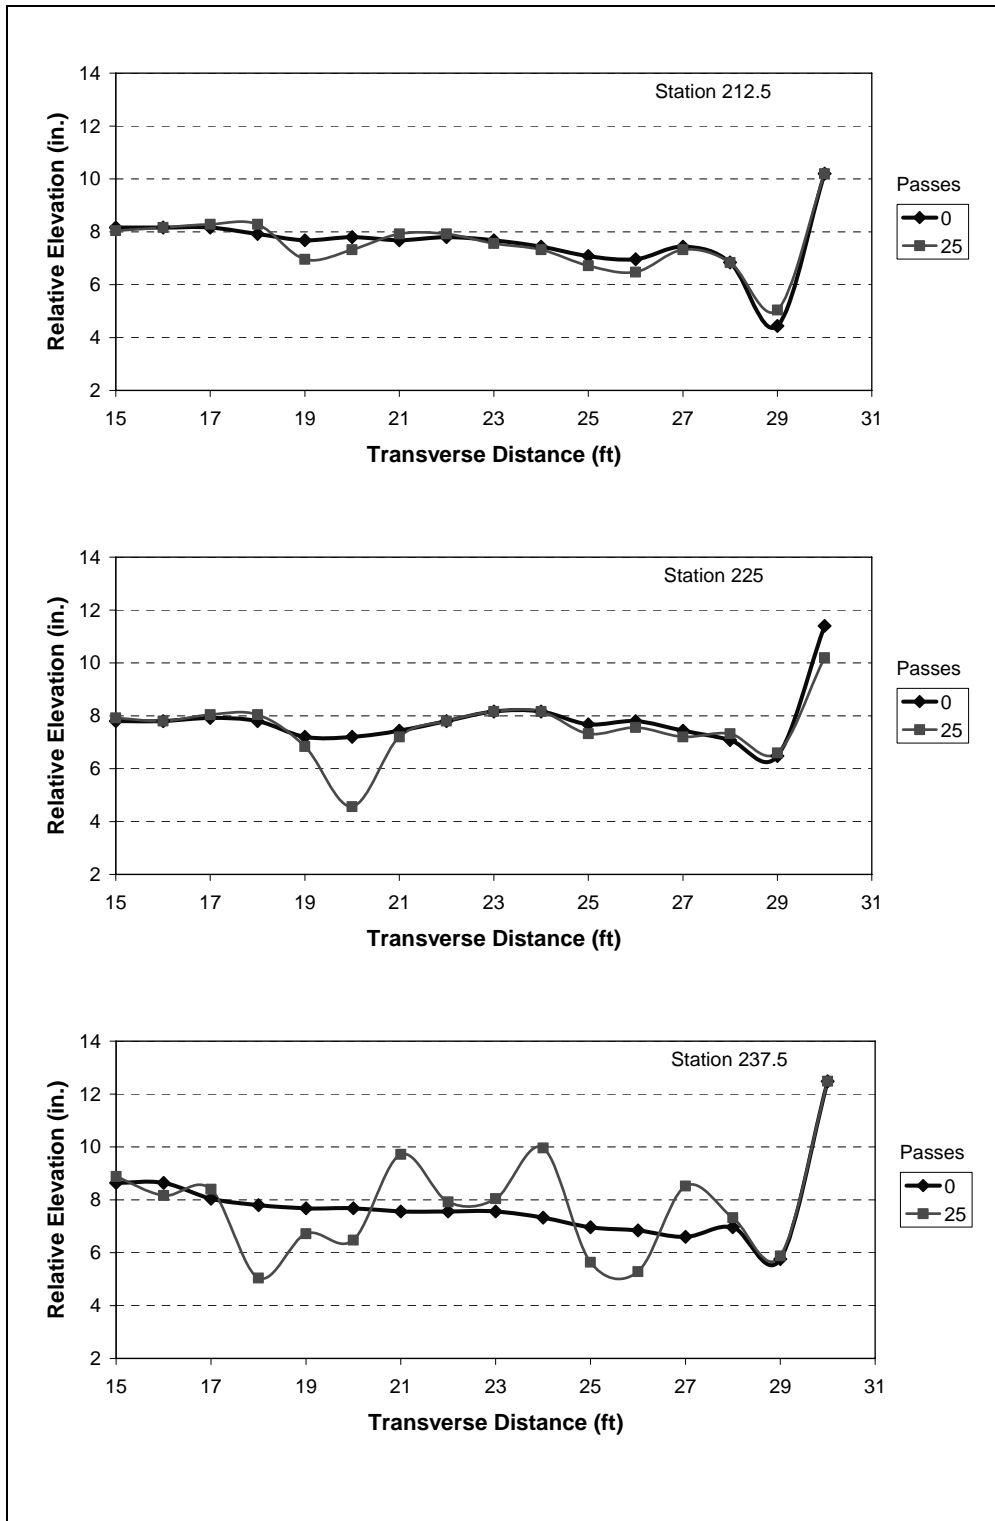 Station 212.5
Relative Elevation (in.)
14
12
10
8
6
4
2
15 17 19 21 23 25 27 29 31
Transverse Distance (ft)
Passes
0
25
Station 225
Relative Elevation (in.)
14
12
10
8
6
4
2
15 17 19 21 23 25 27 29 31
Transverse Distance (ft)
Passes
0
25
Station 237.5
Relative Elevation (in.)
14
12
10
8
6
4
2
15 17 19 21 23 25 27 29 31
Transverse Distance (ft)
Passes
0
25